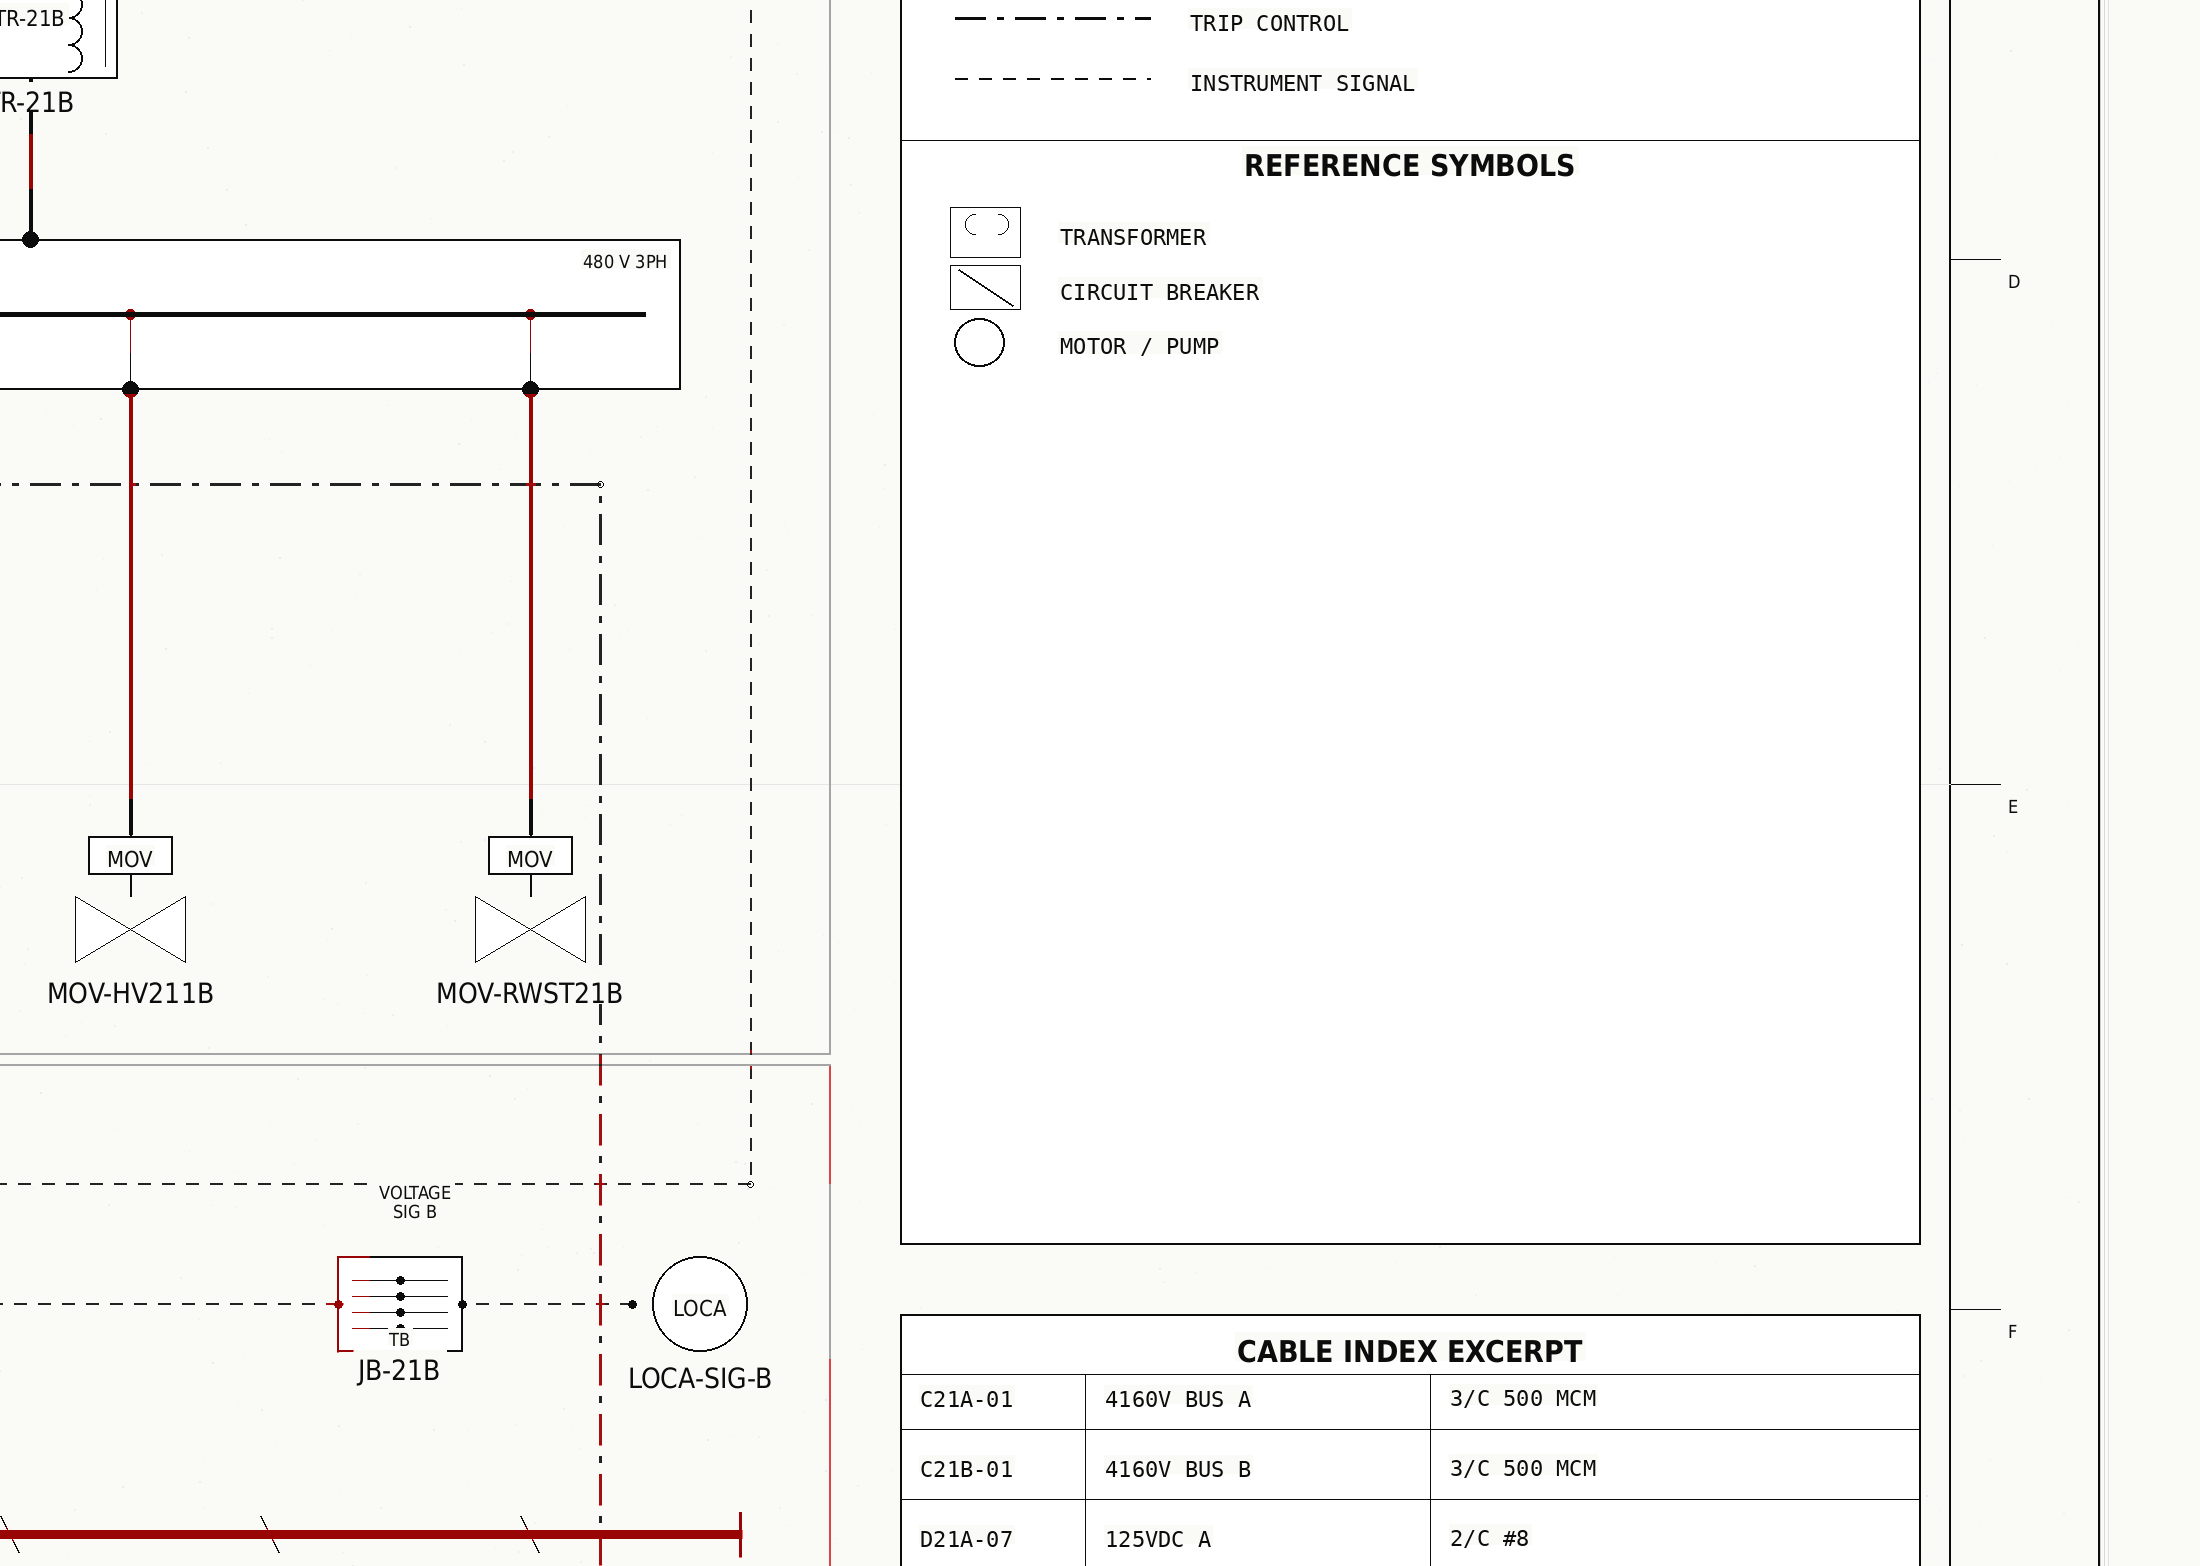 TR-21B
TR-21B
480 V 3PH
MOV
MOV
MOV-HV211B
MOV-RWST21B
VOLTAGE
SIG B
TB
JB-21B
LOCA
LOCA-SIG-B
TRIP CONTROL
INSTRUMENT SIGNAL
REFERENCE SYMBOLS
TRANSFORMER
CIRCUIT BREAKER
MOTOR / PUMP
CABLE INDEX EXCERPT
C21A-01 4160V BUS A 3/C 500 MCM
C21B-01 4160V BUS B 3/C 500 MCM
D21A-07 125VDC A 2/C #8
D
E
F